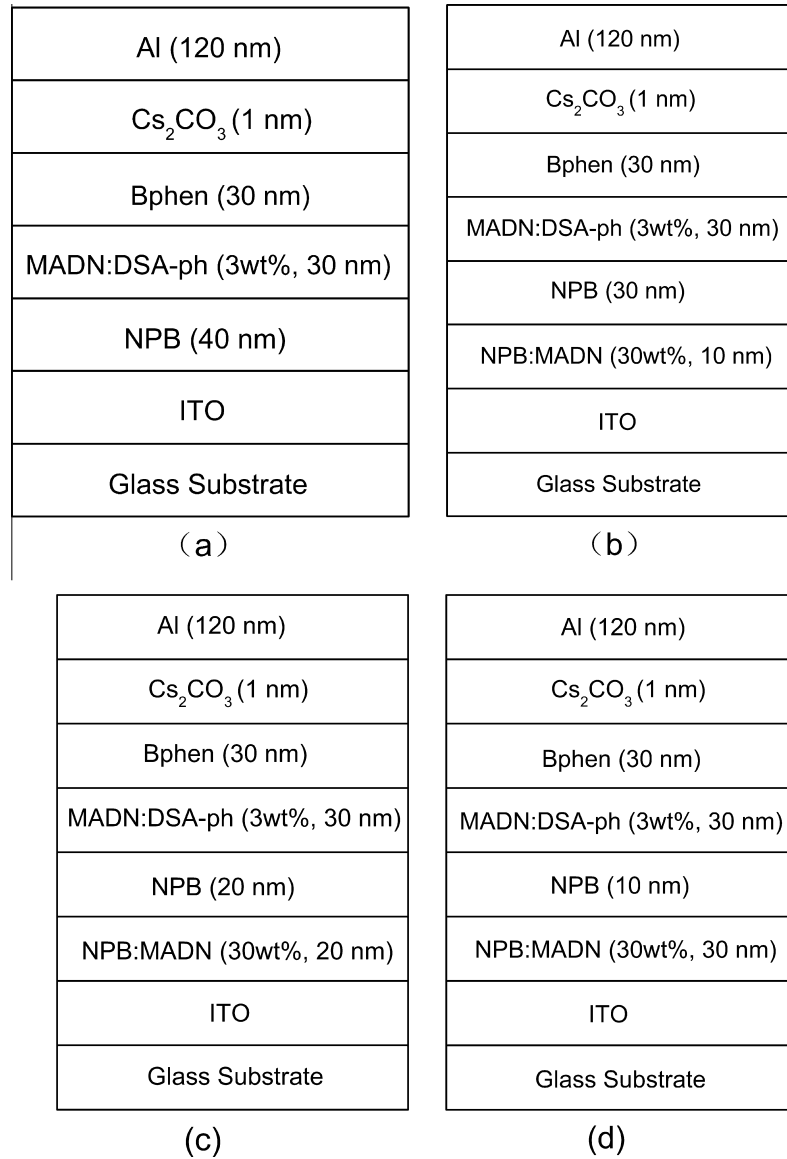 Al (120 nm)
Cs₂CO₃ (1 nm)
Bphen (30 nm)
MADN:DSA-ph (3wt%, 30 nm)
NPB (40 nm)
ITO
Glass Substrate
（a）
Al (120 nm)
Cs₂CO₃ (1 nm)
Bphen (30 nm)
MADN:DSA-ph (3wt%, 30 nm)
NPB (30 nm)
NPB:MADN (30wt%, 10 nm)
ITO
Glass Substrate
（b）
Al (120 nm)
Cs₂CO₃ (1 nm)
Bphen (30 nm)
MADN:DSA-ph (3wt%, 30 nm)
NPB (20 nm)
NPB:MADN (30wt%, 20 nm)
ITO
Glass Substrate
(c)
Al (120 nm)
Cs₂CO₃ (1 nm)
Bphen (30 nm)
MADN:DSA-ph (3wt%, 30 nm)
NPB (10 nm)
NPB:MADN (30wt%, 30 nm)
ITO
Glass Substrate
(d)